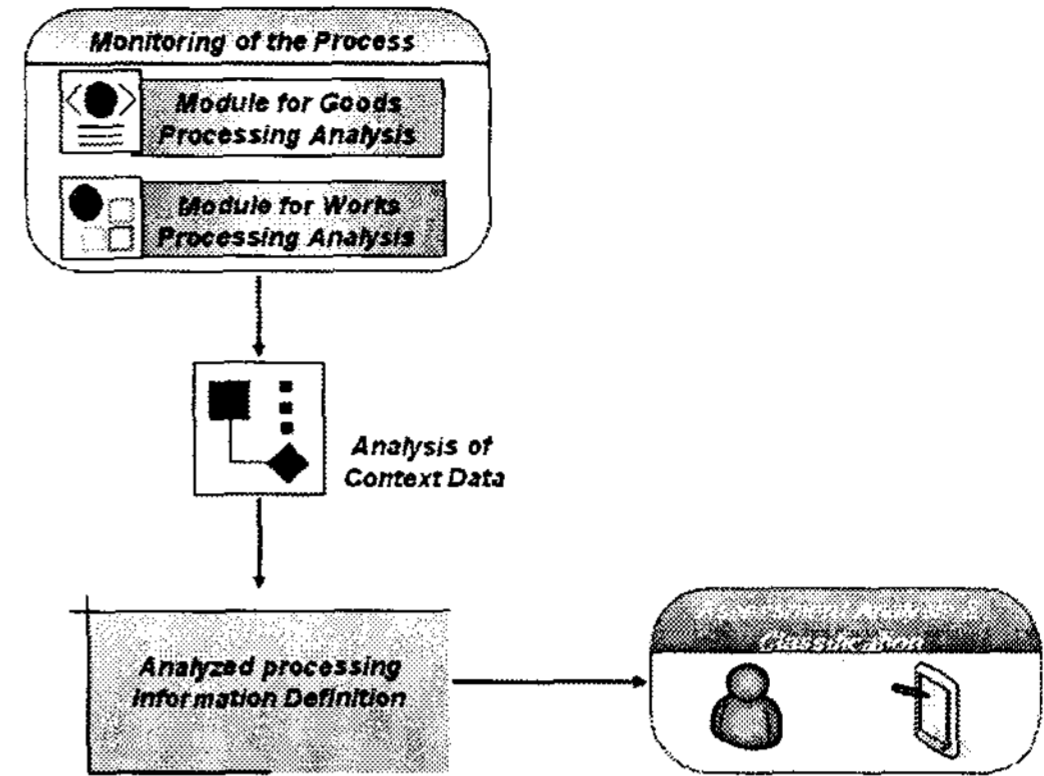 Monitoring of the Process
Module for Goods
Processing Analysis
Module for Works
Processing Analysis
Analysis of
Context Data
Analyzed processing
Information Definition
Analysis &
Classification